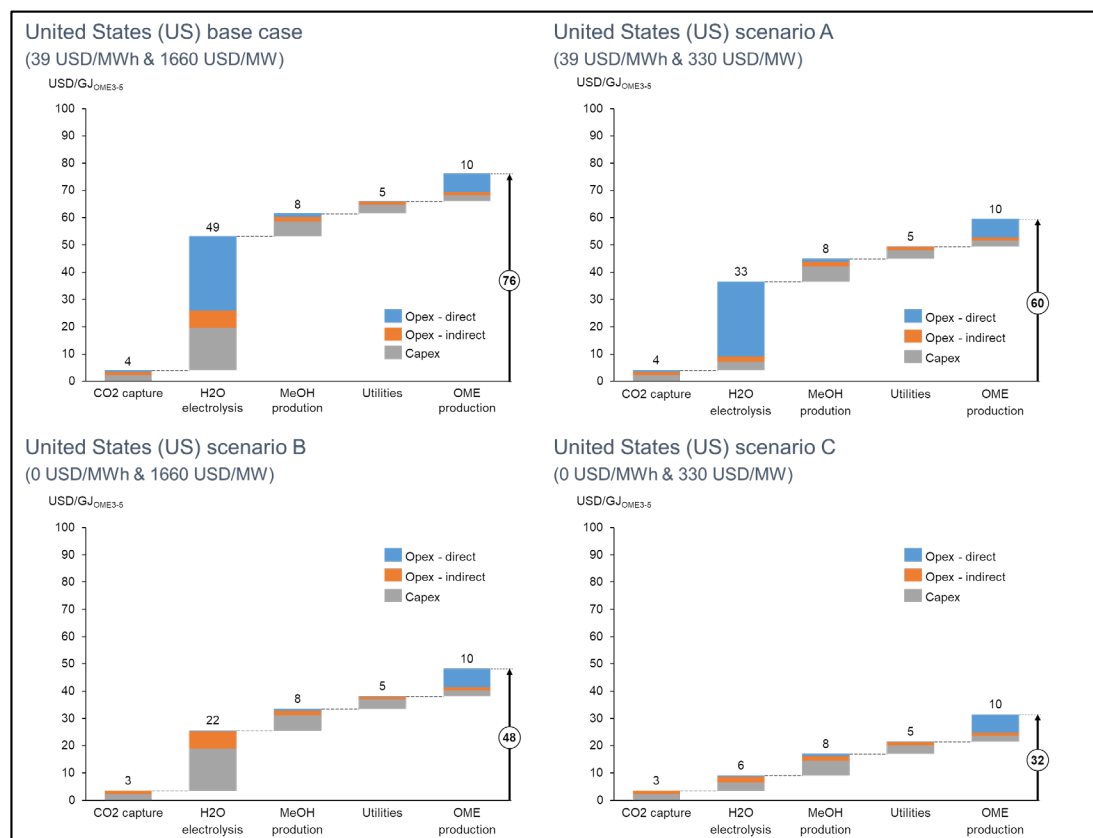 United States (US) base case
(39 USD/MWh & 1660 USD/MW)
USD/GJOME3-5
100
90
80
70
60
50
40
30
20
10
0
4
49
8
5
10
76
Opex - direct
Opex - indirect
Capex
CO2 capture
H2O
electrolysis
MeOH
prodution
Utilities
OME
production
United States (US) scenario A
(39 USD/MWh & 330 USD/MW)
USD/GJOME3-5
100
90
80
70
60
50
40
30
20
10
0
4
33
8
5
10
60
Opex - direct
Opex - indirect
Capex
CO2 capture
H2O
electrolysis
MeOH
prodution
Utilities
OME
production
United States (US) scenario B
(0 USD/MWh & 1660 USD/MW)
USD/GJOME3-5
100
90
80
70
60
50
40
30
20
10
0
3
22
8
5
10
48
Opex - direct
Opex - indirect
Capex
CO2 capture
H2O
electrolysis
MeOH
prodution
Utilities
OME
production
United States (US) scenario C
(0 USD/MWh & 330 USD/MW)
USD/GJOME3-5
100
90
80
70
60
50
40
30
20
10
0
3
6
8
5
10
32
Opex - direct
Opex - indirect
Capex
CO2 capture
H2O
electrolysis
MeOH
prodution
Utilities
OME
production